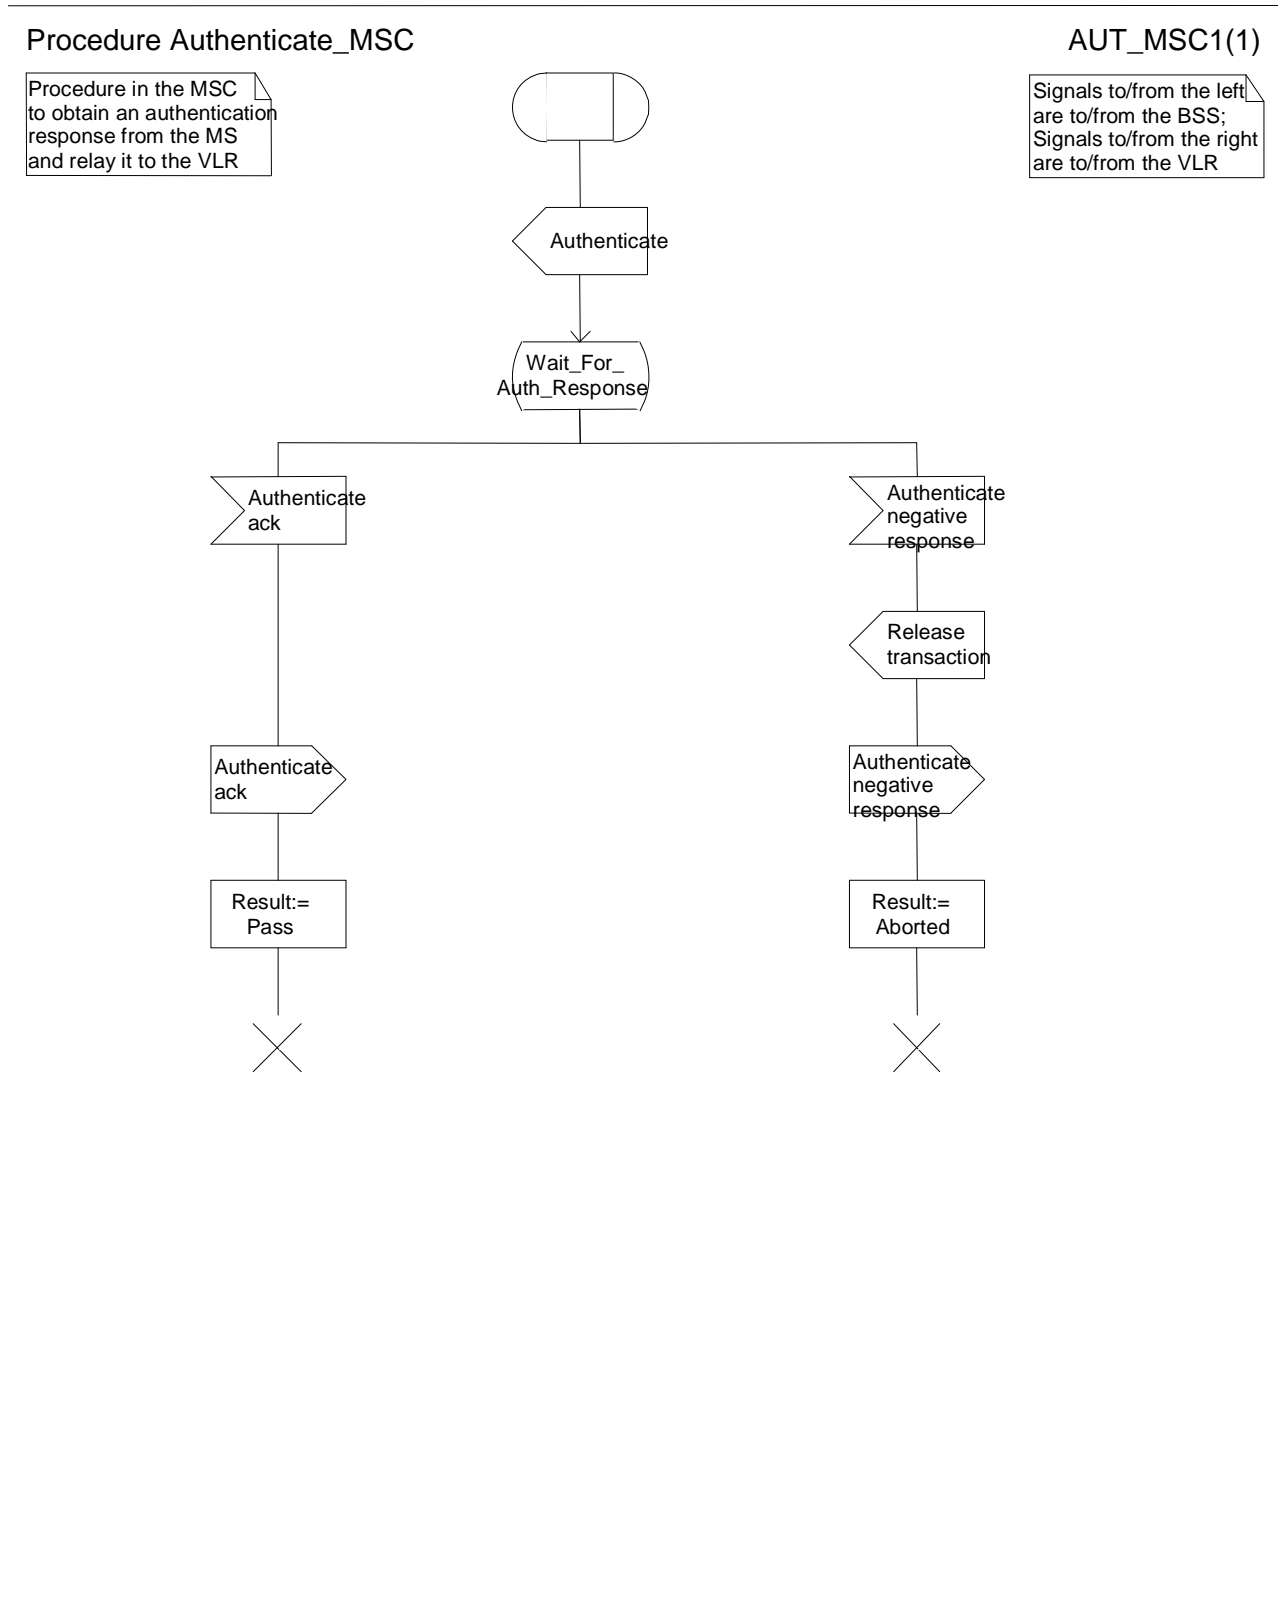 Procedure Authenticate_MSC
AUT_MSC1(1)
Procedure in the MSC
to obtain an authentication
response from the MS
and relay it to the VLR
Signals to/from the left
are to/from the BSS;
Signals to/from the right
are to/from the VLR
Authenticate
Wait_For_
Auth_Response
Authenticate
ack
Authenticate
negative
response
Release
transaction
Authenticate
ack
Authenticate
negative
response
Result:=
Pass
Result:=
Aborted